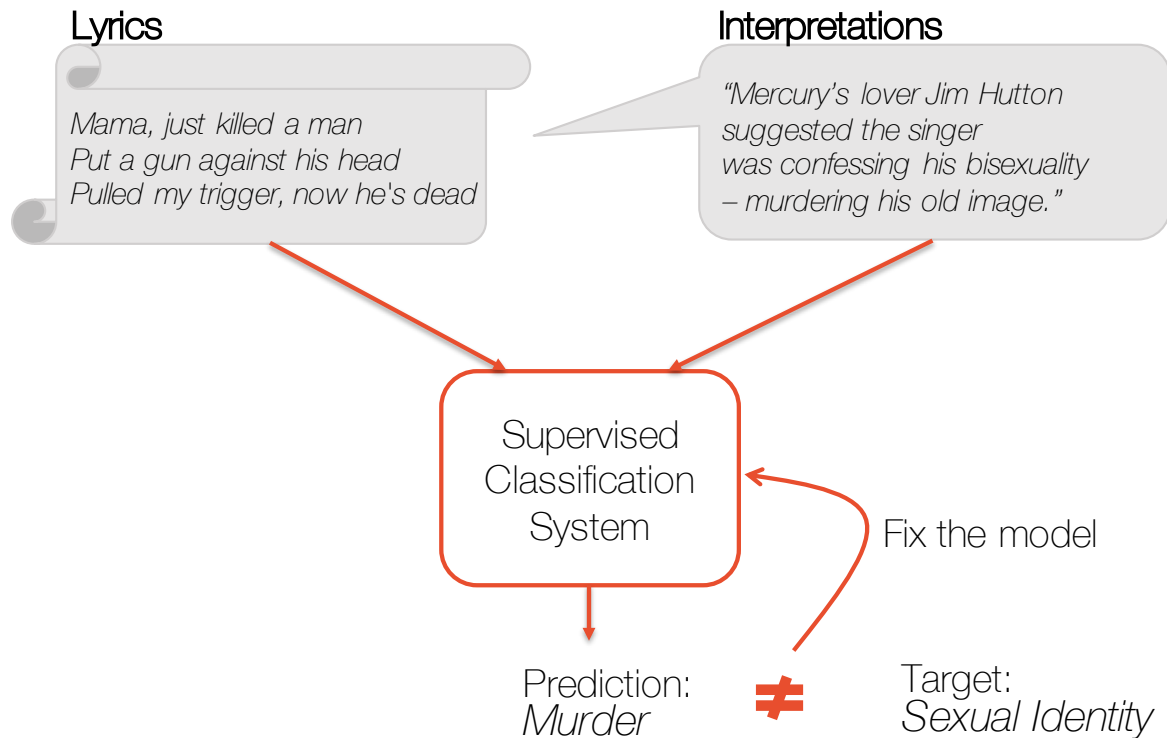 Lyrics
Mama, just killed a man
Put a gun against his head
Pulled my trigger, now he's dead
Interpretations
“Mercury’s lover Jim Hutton
suggested the singer
was confessing his bisexuality
– murdering his old image.”
Supervised
Classification
System
Fix the model
Prediction:
Murder
≠
Target:
Sexual Identity